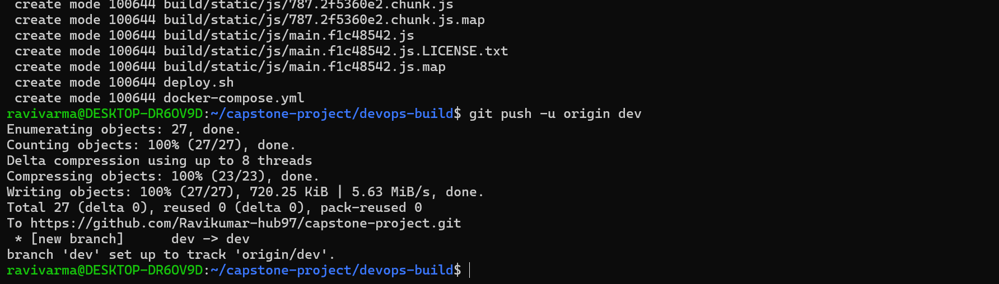 create mode 100644 build/static/js/787.2f5360e2.chunk.js
create mode 100644 build/static/js/787.2f5360e2.chunk.js.map
create mode 100644 build/static/js/main.f1c48542.js
create mode 100644 build/static/js/main.f1c48542.js.LICENSE.txt
create mode 100644 build/static/js/main.f1c48542.js.map
create mode 100644 deploy.sh
create mode 100644 docker-compose.yml
ravivarma@DESKTOP-DR6OV9D:~/capstone-project/devops-build$ git push -u origin dev
Enumerating objects: 27, done.
Counting objects: 100% (27/27), done.
Delta compression using up to 8 threads
Compressing objects: 100% (23/23), done.
Writing objects: 100% (27/27), 720.25 KiB | 5.63 MiB/s, done.
Total 27 (delta 0), reused 0 (delta 0), pack-reused 0
To https://github.com/Ravikumar-hub97/capstone-project.git
 * [new branch]      dev -> dev
branch 'dev' set up to track 'origin/dev'.
ravivarma@DESKTOP-DR6OV9D:~/capstone-project/devops-build$